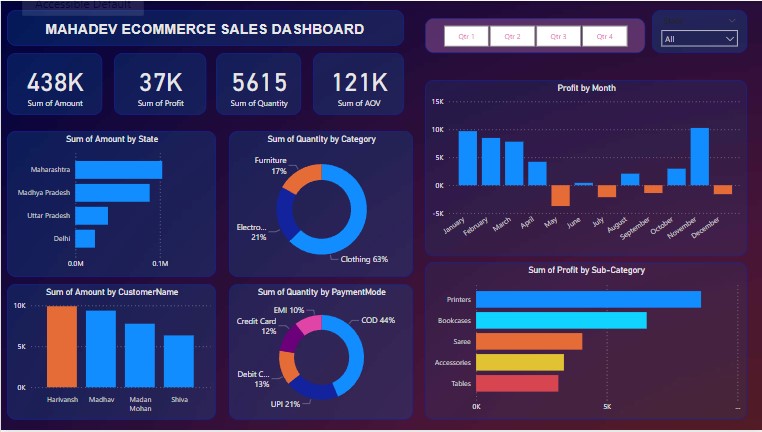 Accessible Default
MAHADEV ECOMMERCE SALES DASHBOARD
Qtr 1
Qtr 2
Qtr 3
Qtr 4
All
438K
Sum of Amount
37K
Sum of Profit
5615
Sum of Quantity
121K
Sum of AOV
Sum of Amount by State
Maharashtra
Madhya Pradesh
Uttar Pradesh
Delhi
0.0M
0.1M
Sum of Quantity by Category
Furniture
17%
Electro...
21%
Clothing 63%
Profit by Month
15K
10K
5K
0K
-5K
January
February
March
April
May
June
July
August
September
October
November
December
Sum of Amount by CustomerName
10K
5K
0K
Harivansh
Madhav
Madan
Mohan
Shiva
Sum of Quantity by PaymentMode
EMI 10%
Credit Card
12%
Debit C...
13%
UPI 21%
COD 44%
Sum of Profit by Sub-Category
Printers
Bookcases
Saree
Accessories
Tables
0K
5K
...